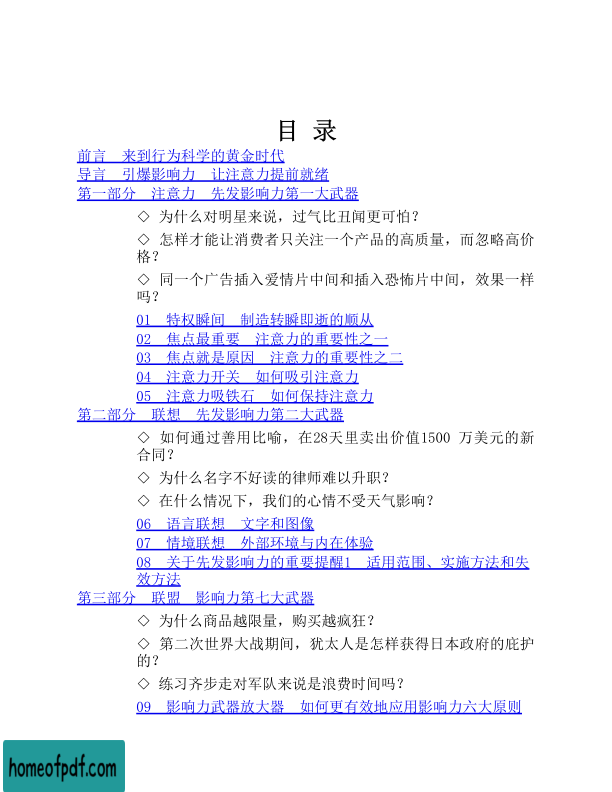 目 录
前言　来到行为科学的黄金时代
导言　引爆影响力　让注意力提前就绪
第一部分　注意力　先发影响力第一大武器
◇ 为什么对明星来说，过气比丑闻更可怕？
◇ 怎样才能让消费者只关注一个产品的高质量，而忽略高价
格？
◇ 同一个广告插入爱情片中间和插入恐怖片中间，效果一样
吗？
01　特权瞬间　制造转瞬即逝的顺从
02　焦点最重要　注意力的重要性之一
03　焦点就是原因　注意力的重要性之二
04　注意力开关　如何吸引注意力
05　注意力吸铁石　如何保持注意力
第二部分　联想　先发影响力第二大武器
◇ 如何通过善用比喻，在28天里卖出价值1500 万美元的新
合同？
◇ 为什么名字不好读的律师难以升职？
◇ 在什么情况下，我们的心情不受天气影响？
06　语言联想　文字和图像
07　情境联想　外部环境与内在体验
08　关于先发影响力的重要提醒1　适用范围、实施方法和失
效方法
第三部分　联盟　影响力第七大武器
◇ 为什么商品越限量，购买越疯狂？
◇ 第二次世界大战期间，犹太人是怎样获得日本政府的庇护
的？
◇ 练习齐步走对军队来说是浪费时间吗？
09　影响力武器放大器　如何更有效地应用影响力六大原则
homeofpdf.com